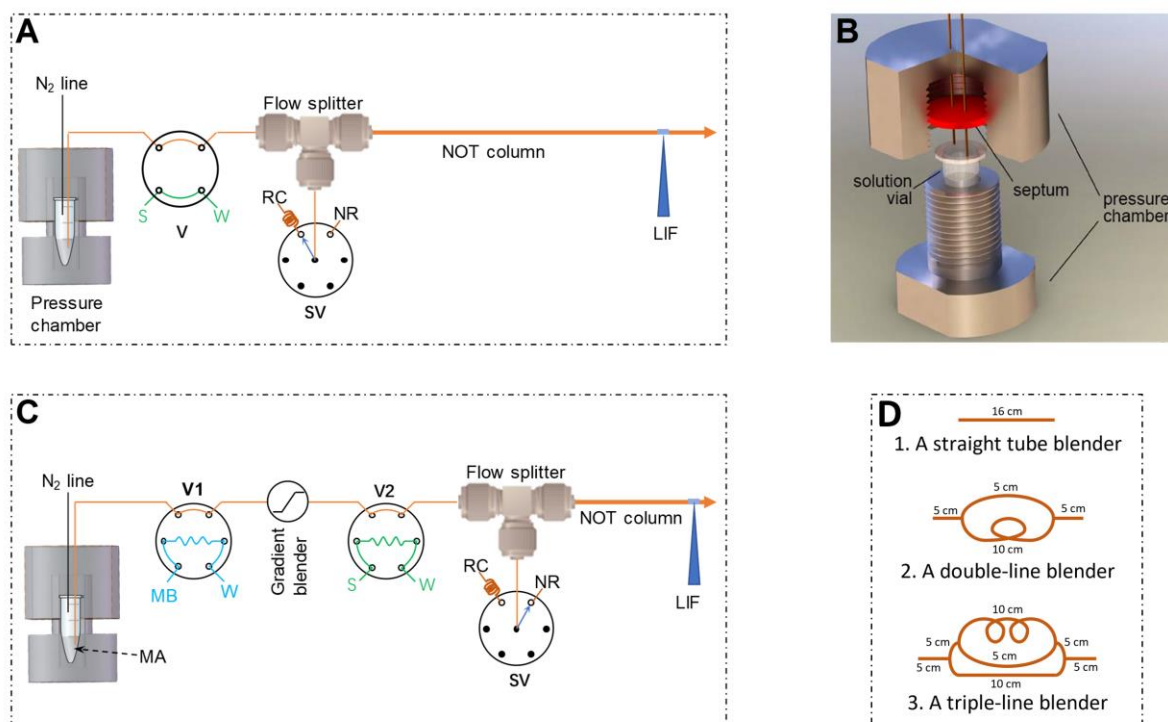 A
N2 line
Flow splitter
NOT column
S
W
V
RC
NR
LIF
SV
Pressure
chamber
B
solution
vial
septum
pressure
chamber
C
N2 line
V1
Gradient
blender
V2
Flow splitter
NOT column
MB
W
S
W
RC
NR
LIF
MA
SV
D
16 cm
1. A straight tube blender
5 cm
5 cm
5 cm
10 cm
2. A double-line blender
10 cm
5 cm
5 cm
5 cm
5 cm
5 cm
10 cm
3. A triple-line blender